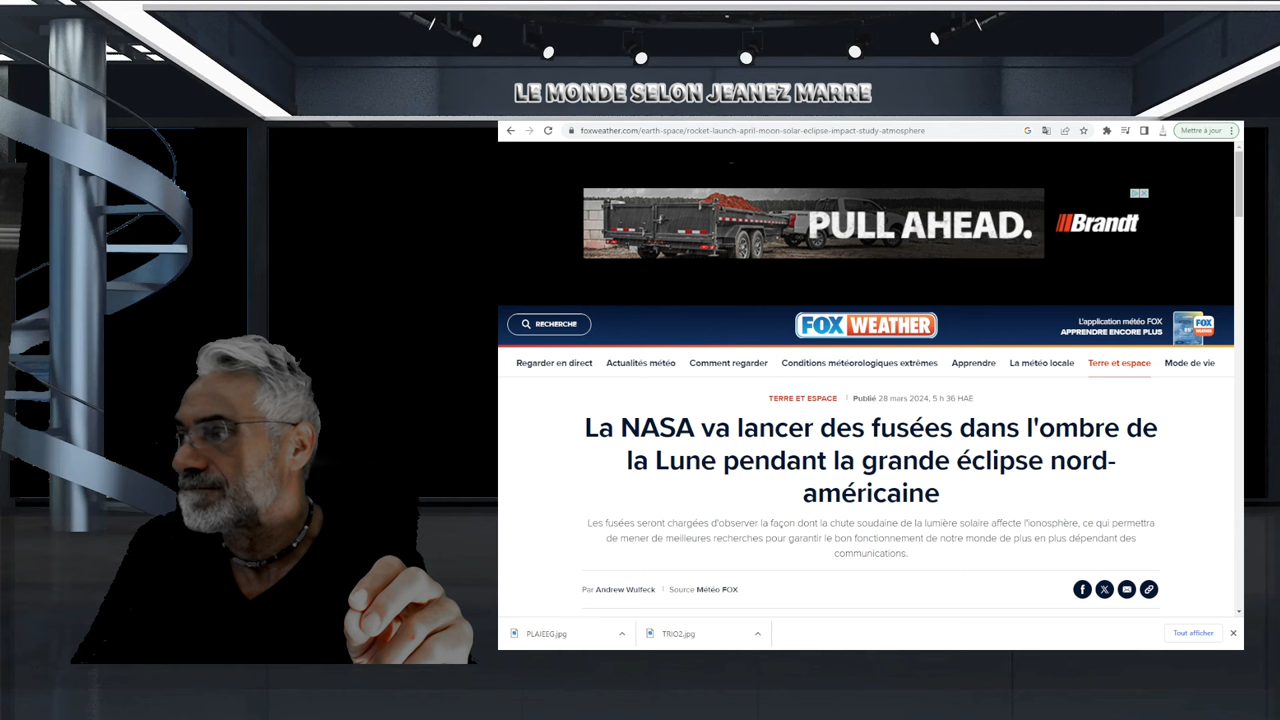 LE MONDE SELON JEANEZ MARRE
foxweather.com/earth-space/rocket-launch-april-moon-solar-eclipse-impact-study-atmosphere
Mettre à jour
PULL AHEAD.
Brandt
RECHERCHE
FOX WEATHER
L'application météo FOX
APPRENDRE ENCORE PLUS
FOX
Regarder en direct Actualités météo Comment regarder Conditions météorologiques extrêmes Apprendre La météo locale Terre et espace Mode de vie
TERRE ET ESPACE Publié 28 mars 2024, 5 h 36 HAE
La NASA va lancer des fusées dans l'ombre de
la Lune pendant la grande éclipse nord-
américaine
Les fusées seront chargées d'observer la façon dont la chute soudaine de la lumière solaire affecte l'ionosphère, ce qui permettra
de mener de meilleures recherches pour garantir le bon fonctionnement de notre monde de plus en plus dépendant des
communications.
Par Andrew Wulfeck Source Météo FOX
PLAIEEG.jpg TRIO2.jpg Tout afficher